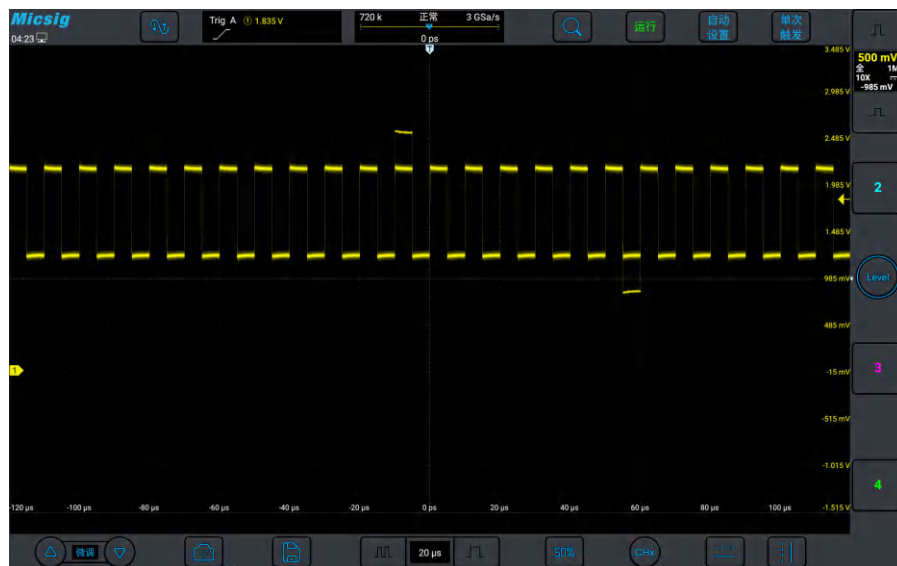 Micsig
04:23
Trig A ① 1.835 V
720 k 正常 3 GSa/s
0 ps
运行
自动
设置
单次
触发
T
3.485 V
500 mV
全 1M
10X
-985 mV
2.985 V
2.485 V
1.985 V
2
1.485 V
985 mV
Level
485 mV
1
-15 mV
3
-515 mV
-1.015 V
4
-120 µs -100 µs -80 µs -60 µs -40 µs -20 µs 0 ps 20 µs 40 µs 60 µs 80 µs 100 µs -1.515 V
微调
20 µs
50%
CHx